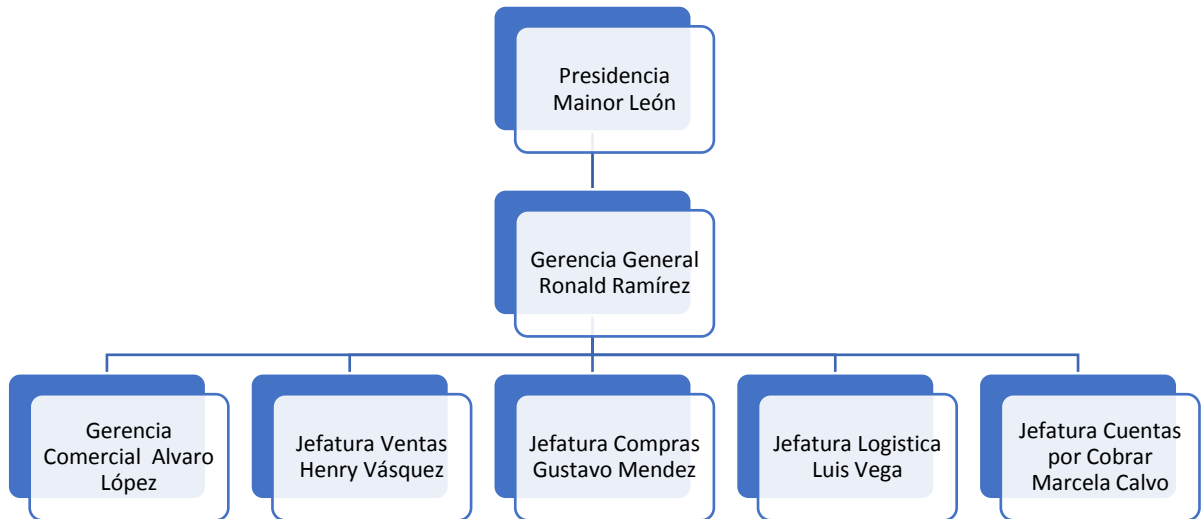 Presidencia
Mainor León
Gerencia General
Ronald Ramírez
Gerencia
Comercial Alvaro
López
Jefatura Ventas
Henry Vásquez
Jefatura Compras
Gustavo Mendez
Jefatura Logistica
Luis Vega
Jefatura Cuentas
por Cobrar
Marcela Calvo